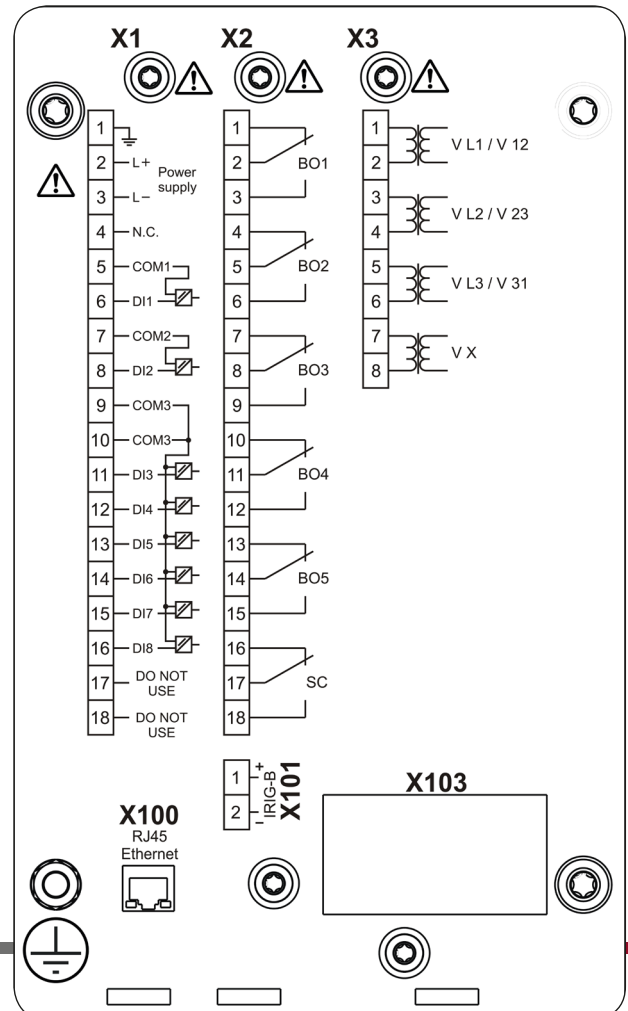 X1
X2
X3
1
2 L+ Power
supply
3 L−
4 N.C.
5 COM1
6 DI1
7 COM2
8 DI2
9 COM3
10 COM3
11 DI3
12 DI4
13 DI5
14 DI6
15 DI7
16 DI8
17 DO NOT
USE
18 DO NOT
USE
1
2 BO1
3
4
5 BO2
6
7
8 BO3
9
10
11 BO4
12
13
14 BO5
15
16
17 SC
18
1
2
V L1 / V 12
3
4
V L2 / V 23
5
6
V L3 / V 31
7
8
V X
1 +
2 −
IRIG-B
X101
X100
RJ45
Ethernet
X103